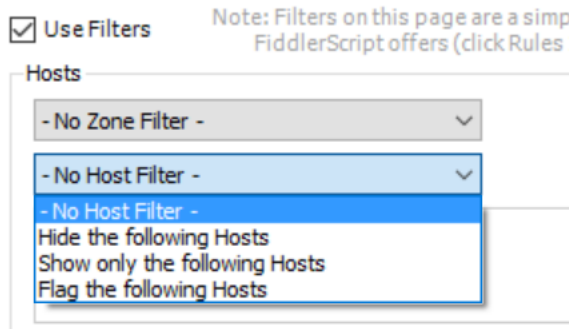 Use Filters
Note: Filters on this page are a simp
FiddlerScript offers (click Rules
Hosts
- No Zone Filter -
- No Host Filter -
- No Host Filter -
Hide the following Hosts
Show only the following Hosts
Flag the following Hosts